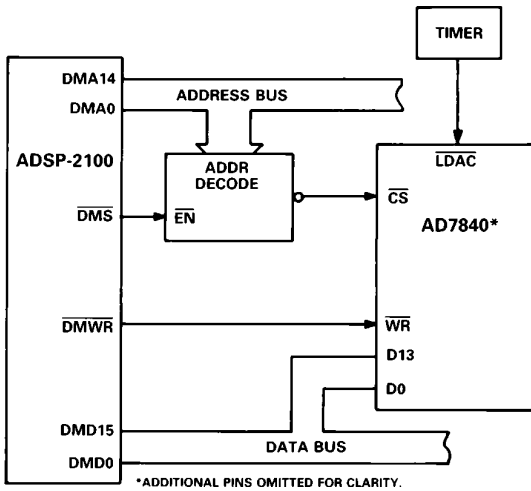 TIMER
DMA14
DMA0
ADDRESS BUS
ADSP-2100
ADDR
DECODE
LDAC
DMS
EN
CS
AD7840*
DMWR
WR
D13
D0
DMD15
DATA BUS
DMD0
*ADDITIONAL PINS OMITTED FOR CLARITY.